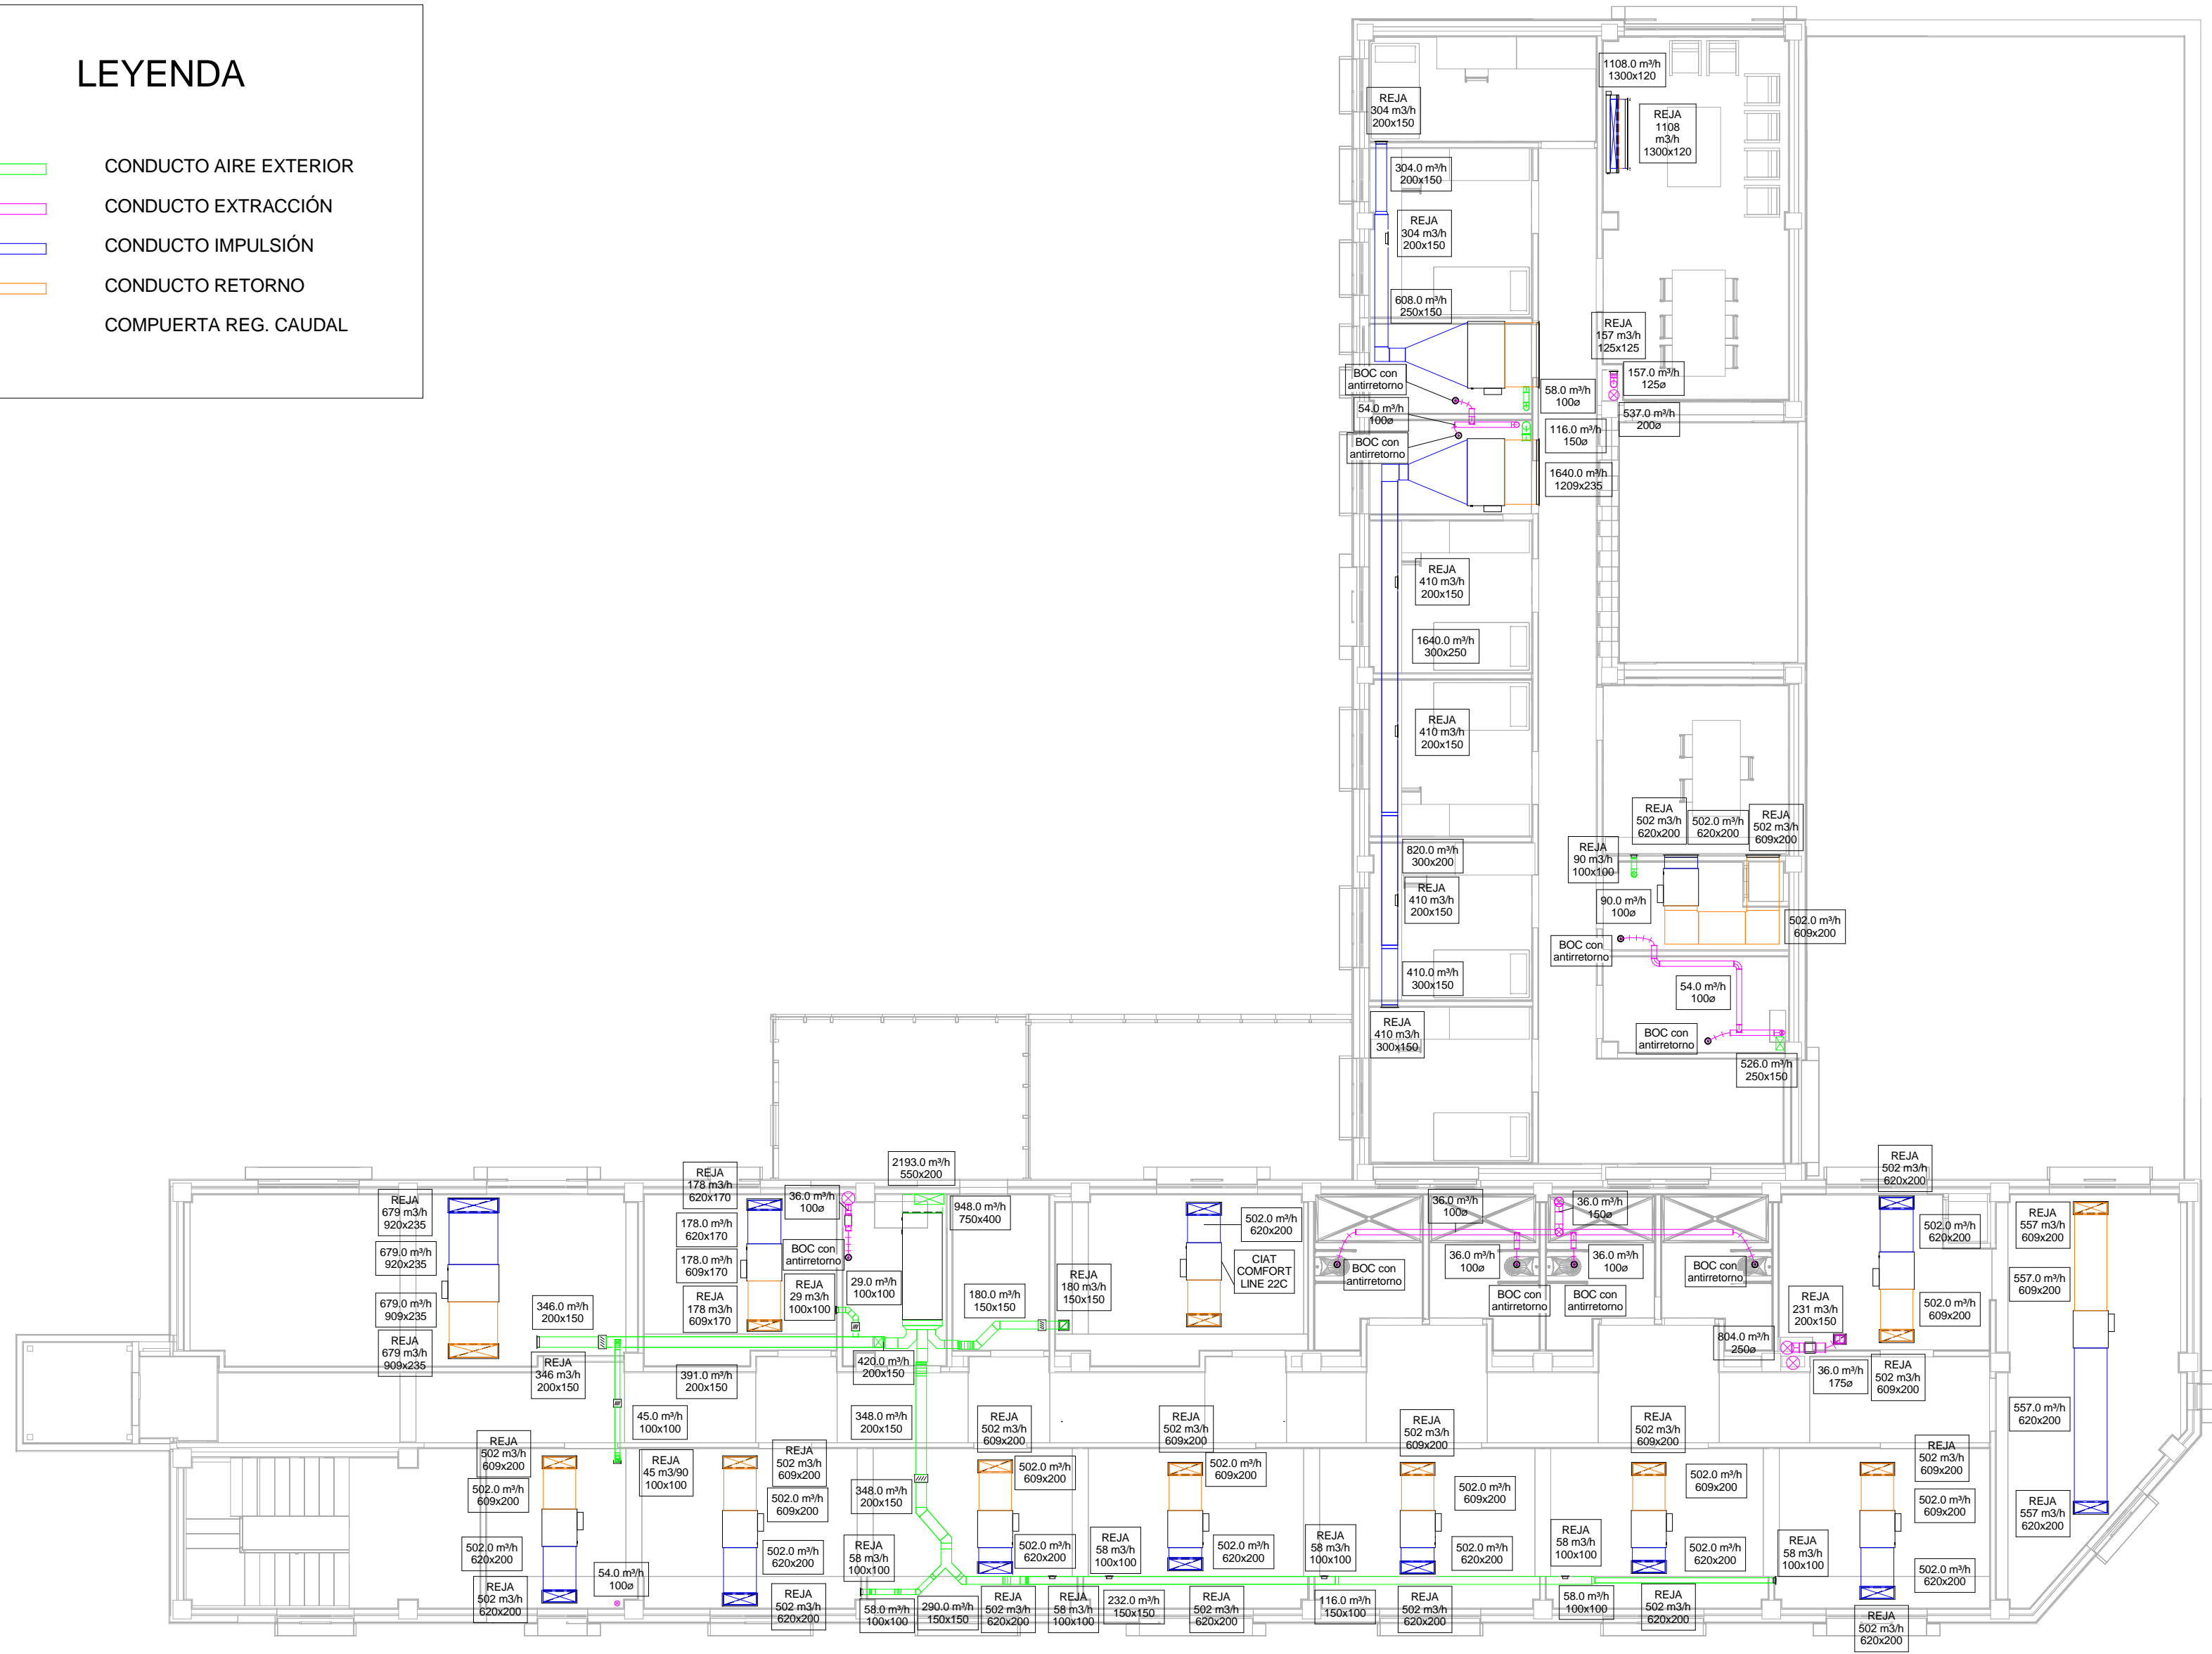 LEYENDA
CONDUCTO AIRE EXTERIOR
CONDUCTO EXTRACCIÓN
CONDUCTO IMPULSIÓN
CONDUCTO RETORNO
COMPUERTA REG. CAUDAL
1108.0 m³/h
1300x120
REJA
304 m3/h
200x150
REJA
1108
m3/h
1300x120
304.0 m³/h
200x150
REJA
304 m3/h
200x150
608.0 m³/h
250x150
REJA
157 m3/h
125x125
BOC con
antirretorno
157.0 m³/h
125ø
58.0 m³/h
100ø
54.0 m³/h
100ø
537.0 m³/h
200ø
116.0 m³/h
150ø
BOC con
antirretorno
1640.0 m³/h
1209x235
REJA
410 m3/h
200x150
1640.0 m³/h
300x250
REJA
410 m3/h
200x150
REJA
502 m3/h
620x200
502.0 m³/h
620x200
REJA
502 m3/h
609x200
820.0 m³/h
300x200
REJA
90 m3/h
100x100
REJA
410 m3/h
200x150
90.0 m³/h
100ø
502.0 m³/h
609x200
BOC con
antirretorno
410.0 m³/h
300x150
54.0 m³/h
100ø
REJA
410 m3/h
300x150
BOC con
antirretorno
526.0 m³/h
250x150
2193.0 m³/h
550x200
REJA
502 m3/h
620x200
REJA
178 m3/h
620x170
REJA
679 m3/h
920x235
36.0 m³/h
100ø
948.0 m³/h
750x400
502.0 m³/h
620x200
36.0 m³/h
100ø
36.0 m³/h
150ø
502.0 m³/h
620x200
REJA
557 m3/h
609x200
178.0 m³/h
620x170
679.0 m³/h
920x235
BOC con
antirretorno
CIAT
COMFORT
LINE 22C
36.0 m³/h
100ø
36.0 m³/h
100ø
BOC con
antirretorno
BOC con
antirretorno
178.0 m³/h
609x170
REJA
29 m3/h
100x100
29.0 m³/h
100x100
REJA
180 m3/h
150x150
557.0 m³/h
609x200
679.0 m³/h
909x235
346.0 m³/h
200x150
REJA
178 m3/h
609x170
180.0 m³/h
150x150
BOC con
antirretorno
BOC con
antirretorno
REJA
231 m3/h
200x150
502.0 m³/h
609x200
REJA
679 m3/h
909x235
804.0 m³/h
250ø
REJA
346 m3/h
200x150
391.0 m³/h
200x150
420.0 m³/h
200x150
36.0 m³/h
175ø
REJA
502 m3/h
609x200
557.0 m³/h
620x200
45.0 m³/h
100x100
348.0 m³/h
200x150
REJA
502 m3/h
609x200
REJA
502 m3/h
609x200
REJA
502 m3/h
609x200
REJA
502 m3/h
609x200
REJA
502 m3/h
609x200
REJA
45 m3/90
100x100
REJA
502 m3/h
609x200
REJA
502 m3/h
609x200
502.0 m³/h
609x200
502.0 m³/h
609x200
348.0 m³/h
200x150
502.0 m³/h
609x200
502.0 m³/h
609x200
502.0 m³/h
609x200
502.0 m³/h
609x200
502.0 m³/h
609x200
REJA
557 m3/h
620x200
502.0 m³/h
620x200
502.0 m³/h
620x200
REJA
58 m3/h
100x100
502.0 m³/h
620x200
REJA
58 m3/h
100x100
502.0 m³/h
620x200
REJA
58 m3/h
100x100
502.0 m³/h
620x200
REJA
58 m3/h
100x100
502.0 m³/h
620x200
REJA
58 m3/h
100x100
502.0 m³/h
620x200
54.0 m³/h
100ø
REJA
502 m3/h
620x200
REJA
502 m3/h
620x200
58.0 m³/h
100x100
290.0 m³/h
150x150
REJA
502 m3/h
620x200
REJA
58 m3/h
100x100
232.0 m³/h
150x150
REJA
502 m3/h
620x200
116.0 m³/h
150x100
REJA
502 m3/h
620x200
58.0 m³/h
100x100
REJA
502 m3/h
620x200
REJA
502 m3/h
620x200